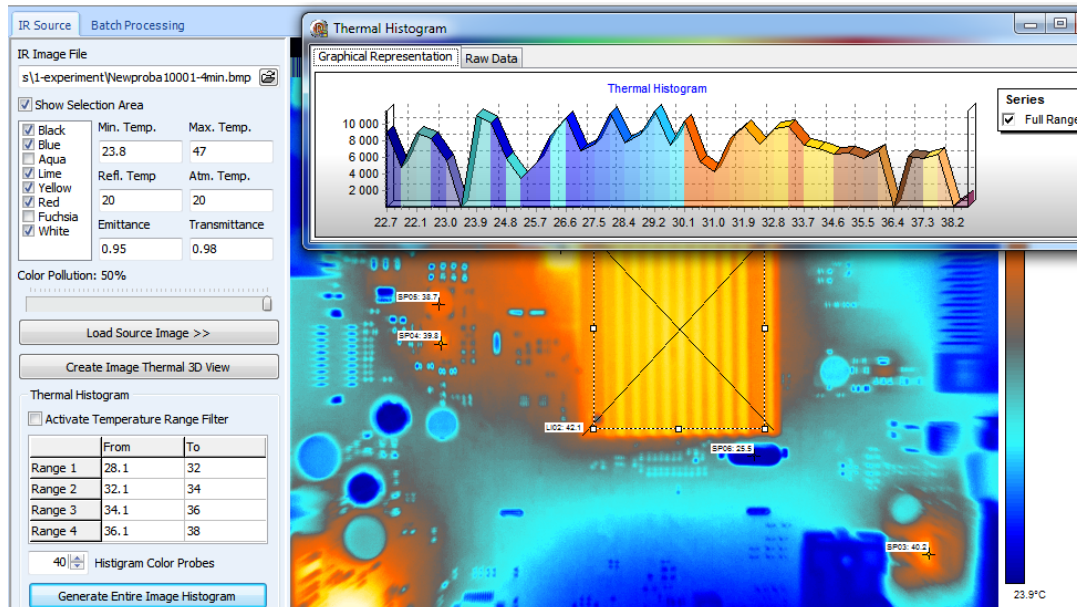 IR Source Batch Processing
IR Image File
s\1-experiment\Newproba10001-4min.bmp
Show Selection Area
Black
Blue
Aqua
Lime
Yellow
Red
Fuchsia
White
Min. Temp. Max. Temp.
23.8 47
Refl. Temp Atm. Temp.
20 20
Emittance Transmittance
0.95 0.98
Color Pollution: 50%
Load Source Image >>
Create Image Thermal 3D View
Thermal Histogram
Activate Temperature Range Filter
From To
Range 1 28.1 32
Range 2 32.1 34
Range 3 34.1 36
Range 4 36.1 38
40 Histigram Color Probes
Generate Entire Image Histogram
Thermal Histogram
Graphical Representation Raw Data
Thermal Histogram
10 000
8 000
6 000
4 000
2 000
22.7 22.1 23.0 23.9 24.8 25.7 26.6 27.5 28.4 29.2 30.1 31.0 31.9 32.8 33.7 34.6 35.5 36.4 37.3 38.2
Series
Full Range
SP05: 38.7
SP04: 39.8
LI02: 42.1
SP06: 25.5
SP03: 40.2
23.9°C